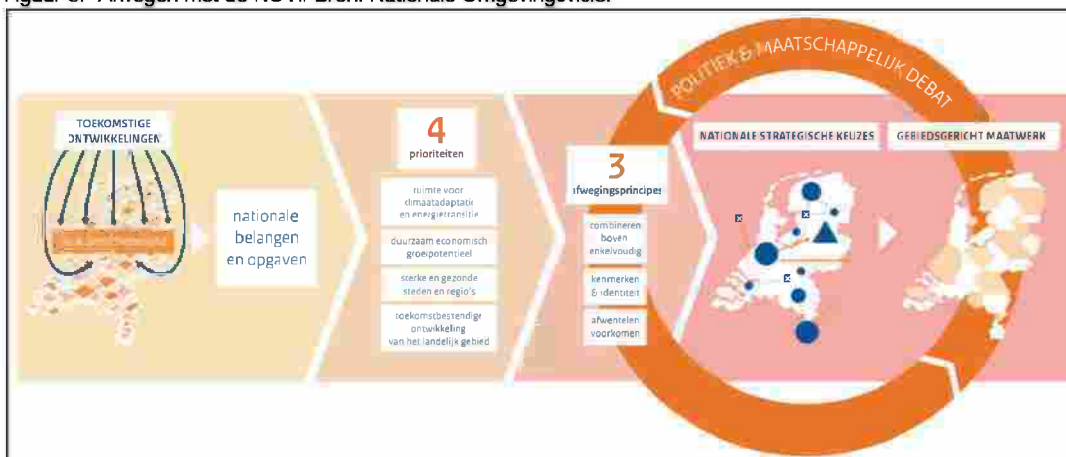 TOEKOMSTIGE
ONTWIKKELINGEN
nationale
belangen
en opgaven
4
prioriteiten
ruimte voor
klimaatadaptatie
en energietransitie
duurzaam economisch
groeipotentieel
sterke en gezonde
steden en regio's
toekomstbestendige
ontwikkeling
van het landelijk gebied
3
afwegingsprincipes
combineren
boven
enkelvoudig
kenmerken
& identiteit
afwentelen
voorkomen
POLITIEK & MAATSCHAPPELIJK DEBAT
NATIONALE STRATEGISCHE KEUZES
GEBIEDSGERICHT MAATWERK